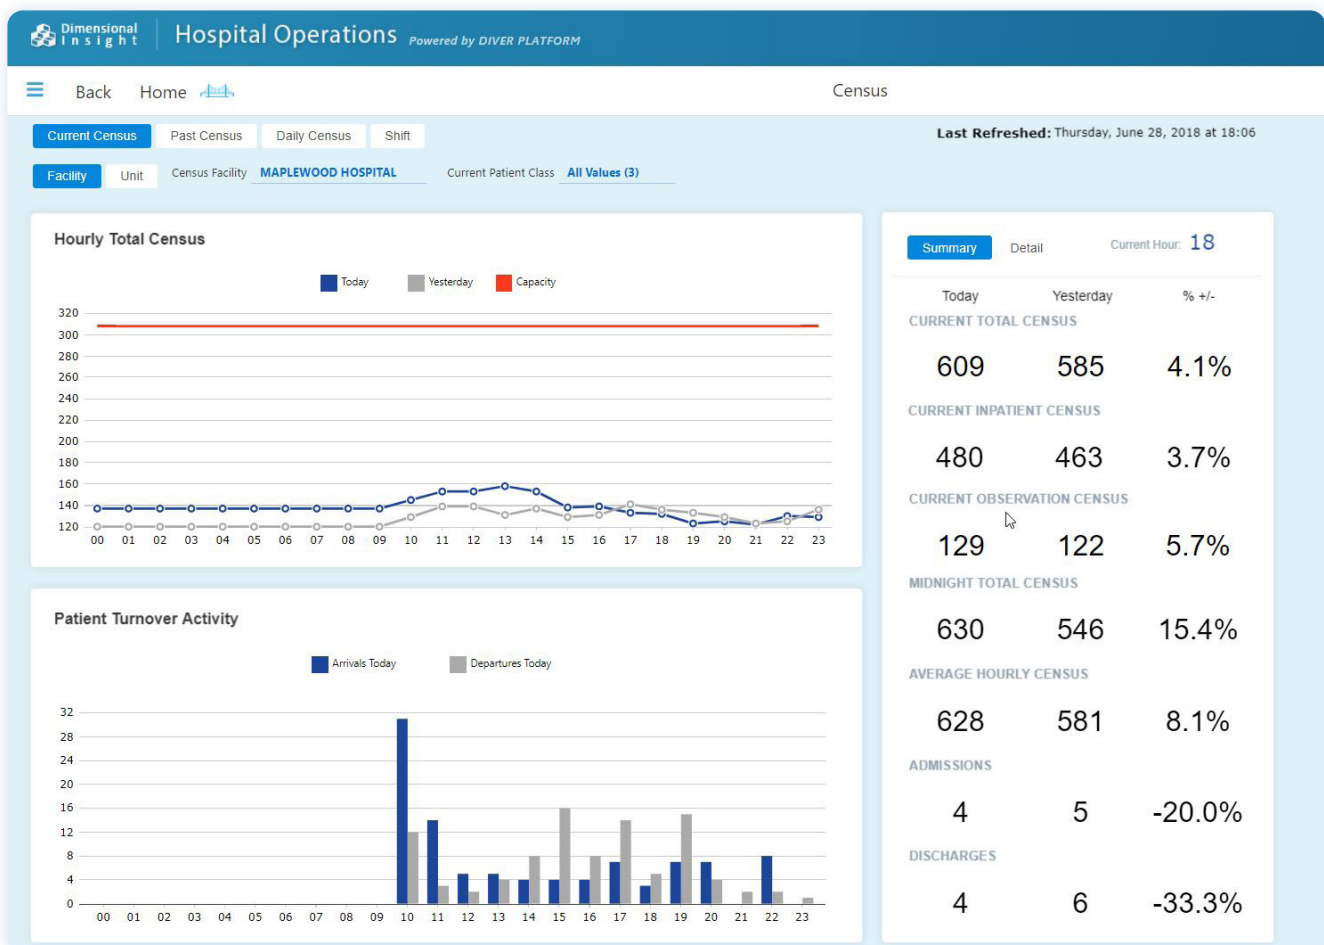 Dimensional
Insight
Hospital Operations Powered by DIVER PLATFORM
Back Home Census
Current Census Past Census Daily Census Shift Last Refreshed: Thursday, June 28, 2018 at 18:06
Facility Unit Census Facility MAPLEWOOD HOSPITAL Current Patient Class All Values (3)
Hourly Total Census
Today Yesterday Capacity
320
300
280
260
240
220
200
180
160
140
120
00 01 02 03 04 05 06 07 08 09 10 11 12 13 14 15 16 17 18 19 20 21 22 23
Patient Turnover Activity
Arrivals Today Departures Today
32
28
24
20
16
12
8
4
0
00 01 02 03 04 05 06 07 08 09 10 11 12 13 14 15 16 17 18 19 20 21 22 23
Summary Detail Current Hour: 18
Today Yesterday % +/-
CURRENT TOTAL CENSUS
609 585 4.1%
CURRENT INPATIENT CENSUS
480 463 3.7%
CURRENT OBSERVATION CENSUS
129 122 5.7%
MIDNIGHT TOTAL CENSUS
630 546 15.4%
AVERAGE HOURLY CENSUS
628 581 8.1%
ADMISSIONS
4 5 -20.0%
DISCHARGES
4 6 -33.3%